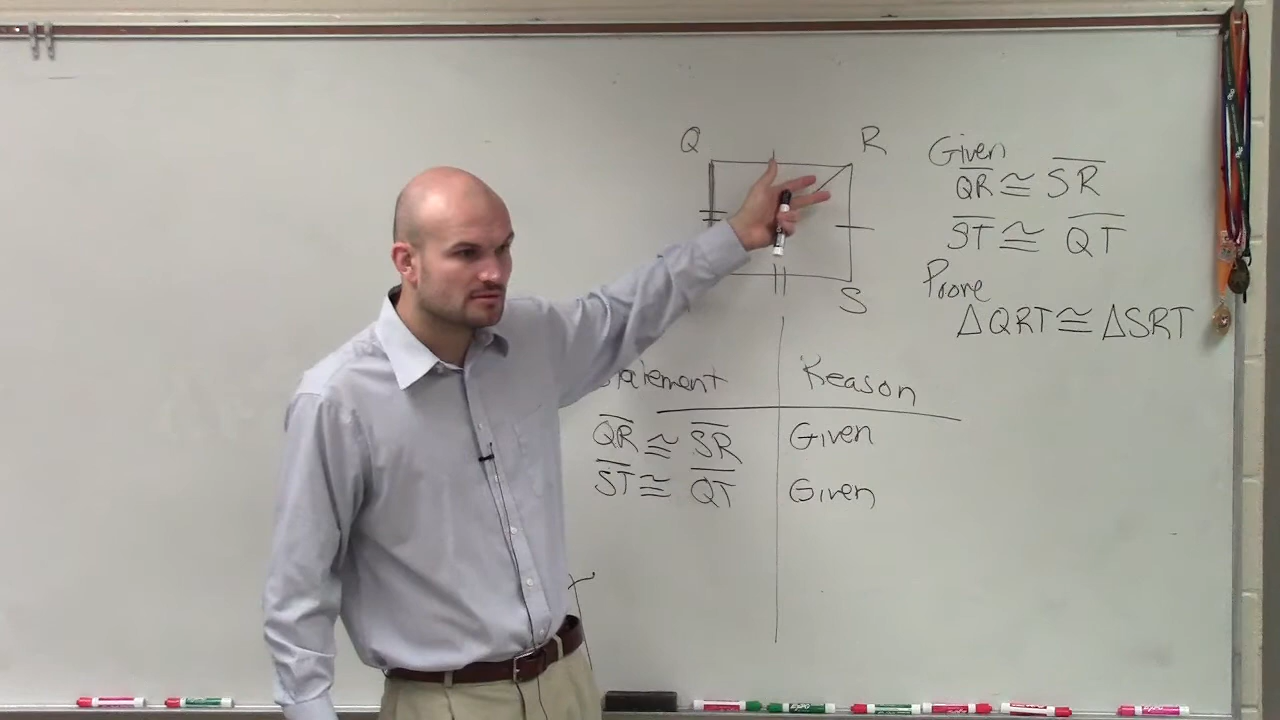 Q R
Given
QR ≅ SR
ST ≅ QT
S
Prove
△QRT ≅ △SRT
Reason
QR ≅ SR Given
ST ≅ QT Given